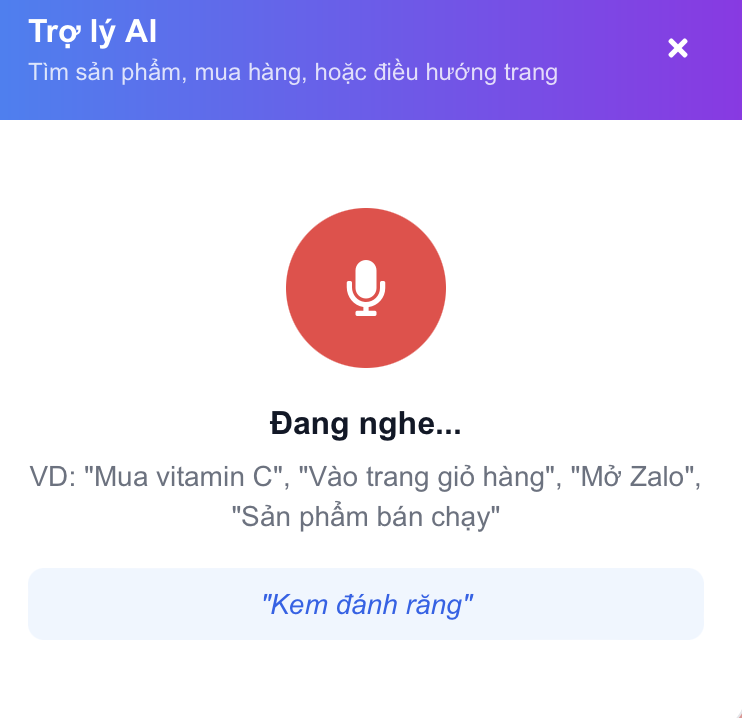 Trợ lý AI
Tìm sản phẩm, mua hàng, hoặc điều hướng trang
Đang nghe...
VD: "Mua vitamin C", "Vào trang giỏ hàng", "Mở Zalo",
"Sản phẩm bán chạy"
"Kem đánh răng"